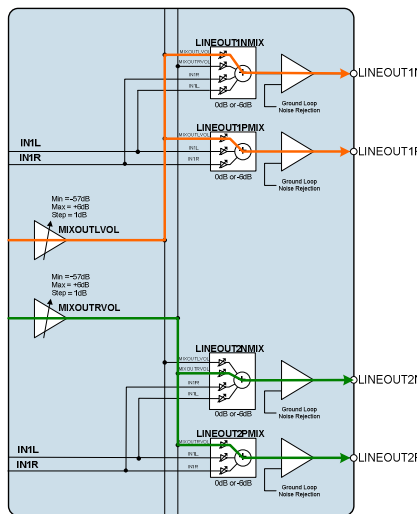 LINEOUT1NMIX
MIXOUTLVOL
MIXOUTRVOL
IN1R
IN1L
0dB or -6dB
Ground Loop
Noise Rejection
LINEOUT1N
LINEOUT1PMIX
MIXOUTLVOL
IN1L
IN1R
0dB or -6dB
Ground Loop
Noise Rejection
LINEOUT1P
IN1L
IN1R
Min =-57dB
Max = +6dB
Step = 1dB
MIXOUTLVOL
Min =-57dB
Max = +6dB
Step = 1dB
MIXOUTRVOL
LINEOUT2NMIX
MIXOUTLVOL
MIXOUTRVOL
IN1R
IN1L
0dB or -6dB
Ground Loop
Noise Rejection
LINEOUT2N
LINEOUT2PMIX
MIXOUTRVOL
IN1L
IN1R
0dB or -6dB
Ground Loop
Noise Rejection
LINEOUT2P
IN1L
IN1R